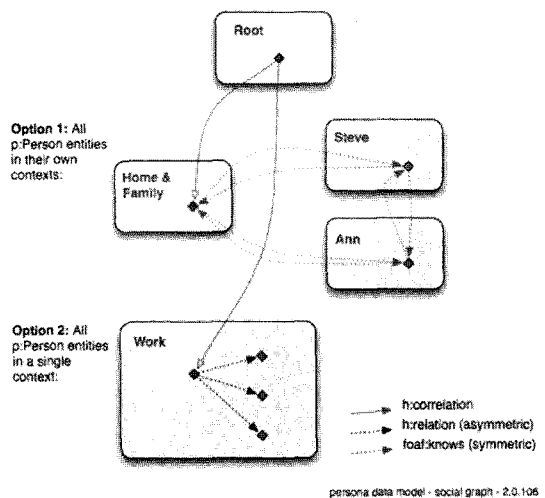 Root
Option 1: All
p:Person entities
in their own
contexts:
Steve
Home &
Family
Ann
Option 2: All
p:Person entities
in a single
context:
Work
h:correlation
h:relation (asymmetric)
foaf:knows (symmetric)
persona data model - social graph - 2.0.106